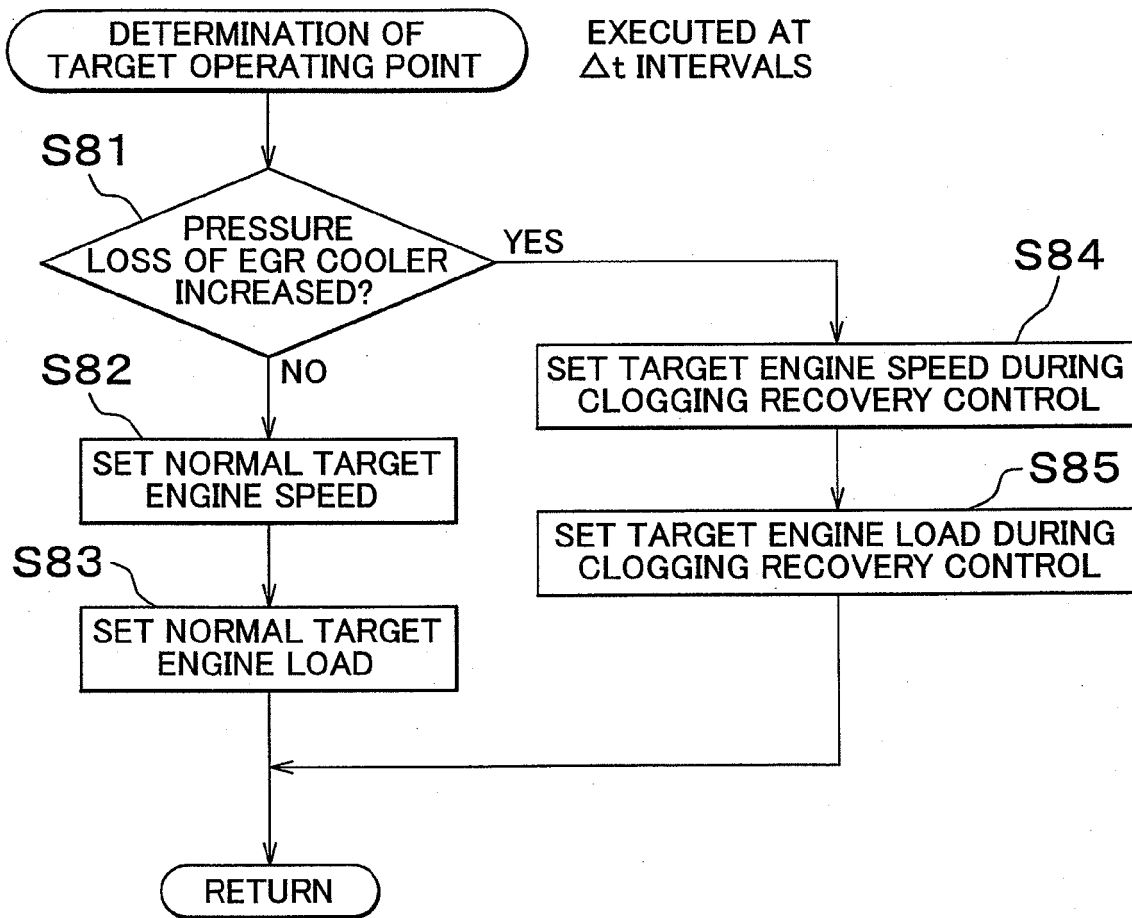 DETERMINATION OF
TARGET OPERATING POINT
EXECUTED AT
Δt INTERVALS
S81
PRESSURE
LOSS OF EGR COOLER
INCREASED?
YES
NO
S82
SET NORMAL TARGET
ENGINE SPEED
S83
SET NORMAL TARGET
ENGINE LOAD
S84
SET TARGET ENGINE SPEED DURING
CLOGGING RECOVERY CONTROL
S85
SET TARGET ENGINE LOAD DURING
CLOGGING RECOVERY CONTROL
RETURN